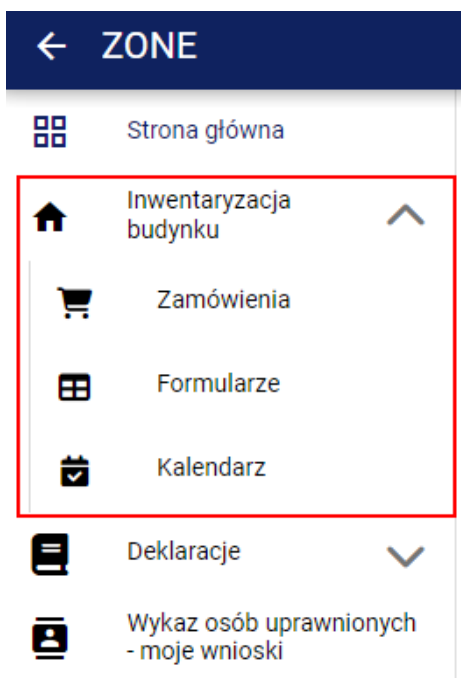 ZONE
Strona główna
Inwentaryzacja
budynku
Zamówienia
Formularze
Kalendarz
Deklaracje
Wykaz osób uprawnionych
- moje wnioski